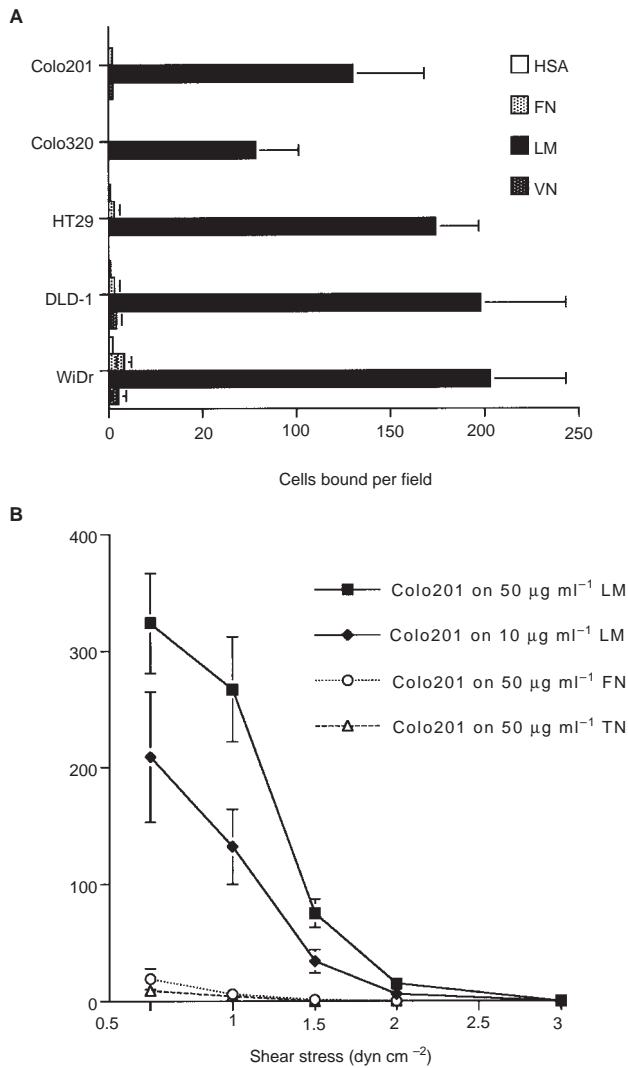 A
Colo201
Colo320
HT29
DLD-1
WiDr
HSA
FN
LM
VN
0 20 100 200 250
Cells bound per field
B
400
300
200
100
0
Colo201 on 50 μg ml⁻¹ LM
Colo201 on 10 μg ml⁻¹ LM
Colo201 on 50 μg ml⁻¹ FN
Colo201 on 50 μg ml⁻¹ TN
0.5 1 1.5 2 2.5 3
Shear stress (dyn cm⁻²)